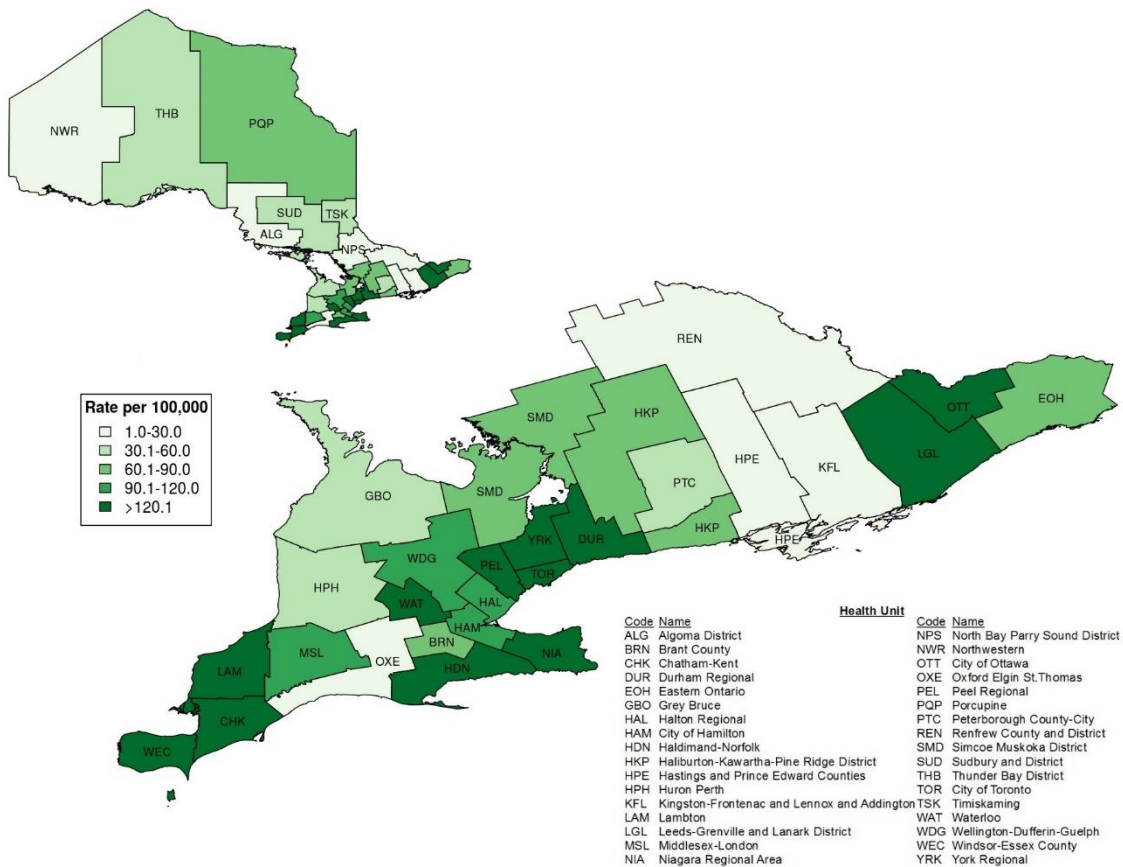 NWR
THB
PQP
SUD
TSK
ALG
NPS
REN
SMD
HKP
OTT
EOH
LGL
HPE
KFL
PTC
GBO
SMD
HKP
YRK
DUR
HPE
WDG
PEL
TOR
HPH
WAT
HAL
HAM
BRN
MSL
OXE
HDN
NIA
LAM
CHK
WEC
Rate per 100,000
1.0-30.0
30.1-60.0
60.1-90.0
90.1-120.0
>120.1
Health Unit
Code Name
ALG Algoma District
BRN Brant County
CHK Chatham-Kent
DUR Durham Regional
EOH Eastern Ontario
GBO Grey Bruce
HAL Halton Regional
HAM City of Hamilton
HDN Haldimand-Norfolk
HKP Haliburton-Kawartha-Pine Ridge District
HPE Hastings and Prince Edward Counties
HPH Huron Perth
KFL Kingston-Frontenac and Lennox and Addington
LAM Lambton
LGL Leeds-Grenville and Lanark District
MSL Middlesex-London
NIA Niagara Regional Area
Code Name
NPS North Bay Parry Sound District
NWR Northwestern
OTT City of Ottawa
OXE Oxford Elgin St.Thomas
PEL Peel Regional
PQP Porcupine
PTC Peterborough County-City
REN Renfrew County and District
SMD Simcoe Muskoka District
SUD Sudbury and District
THB Thunder Bay District
TOR City of Toronto
TSK Timiskaming
WAT Waterloo
WDG Wellington-Dufferin-Guelph
WEC Windsor-Essex County
YRK York Regional